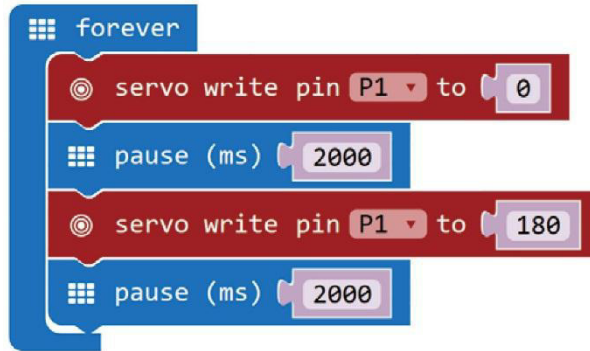 forever
servo write pin P1 to 0
pause (ms) 2000
servo write pin P1 to 180
pause (ms) 2000